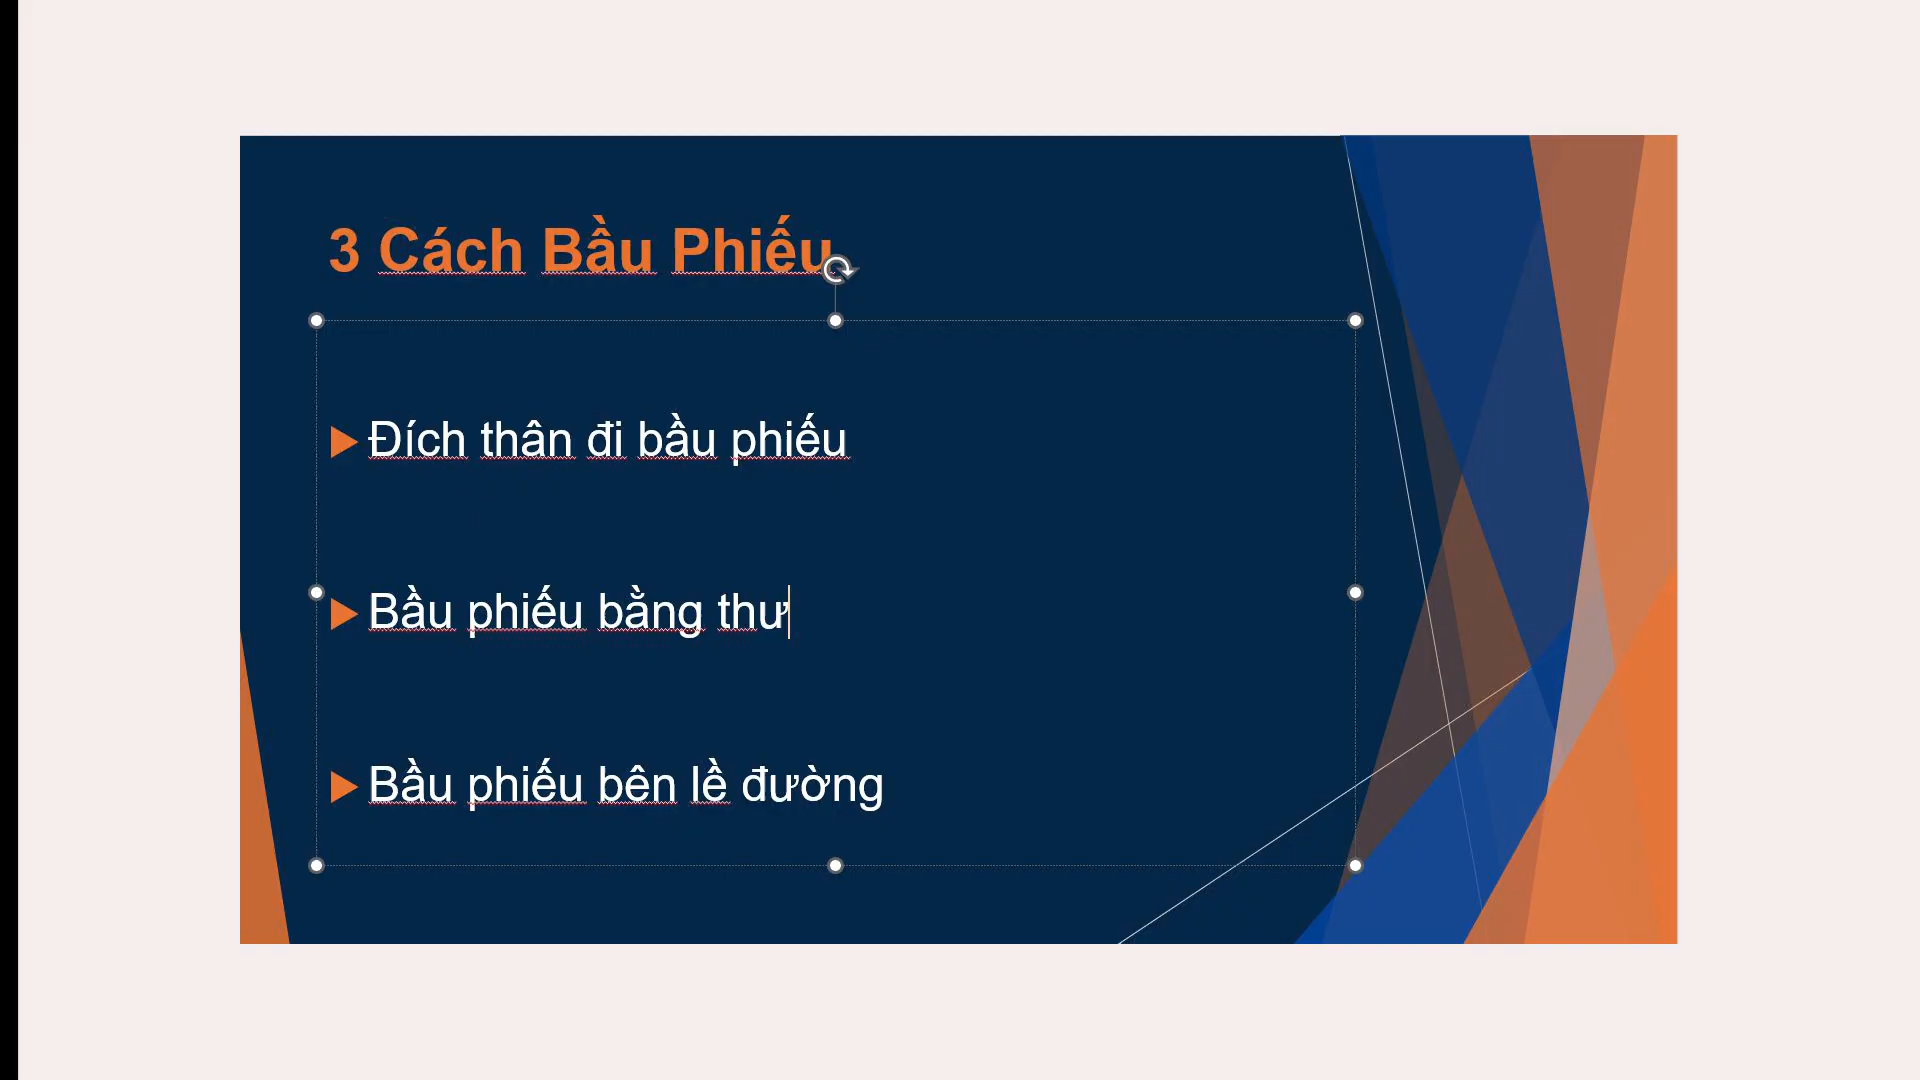 3 Cách Bầu Phiếu
Đích thân đi bầu phiếu
Bầu phiếu bằng thư
Bầu phiếu bên lề đường